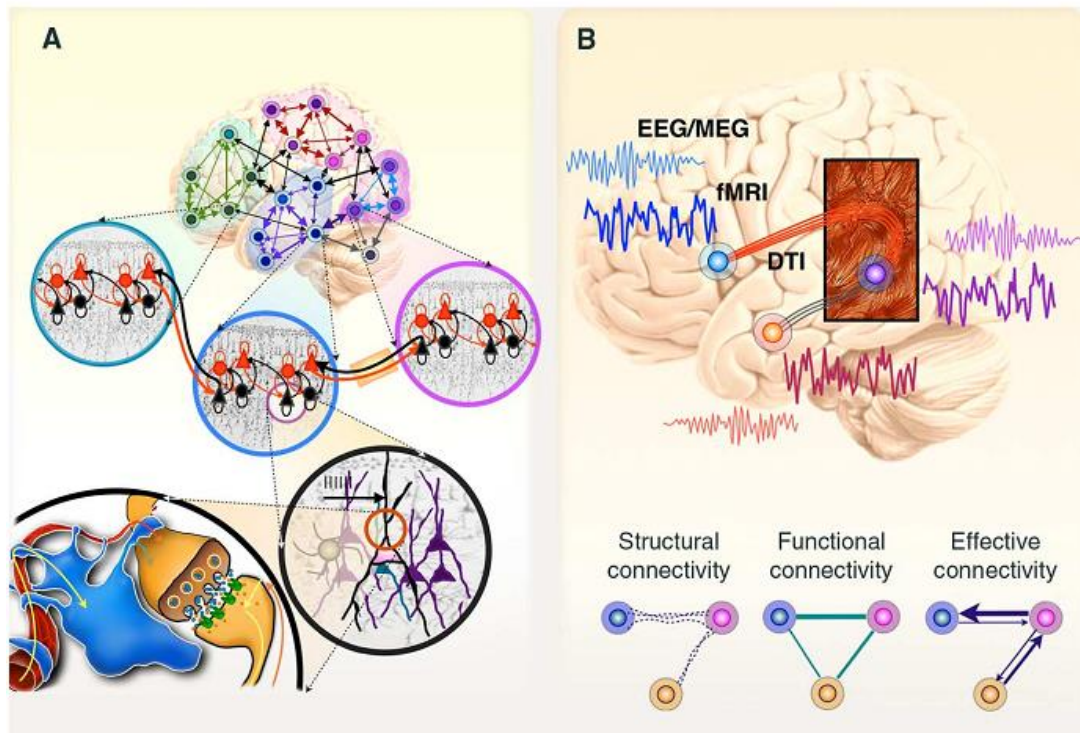 A
B
EEG/MEG
fMRI
DTI
Structural
connectivity
Functional
connectivity
Effective
connectivity